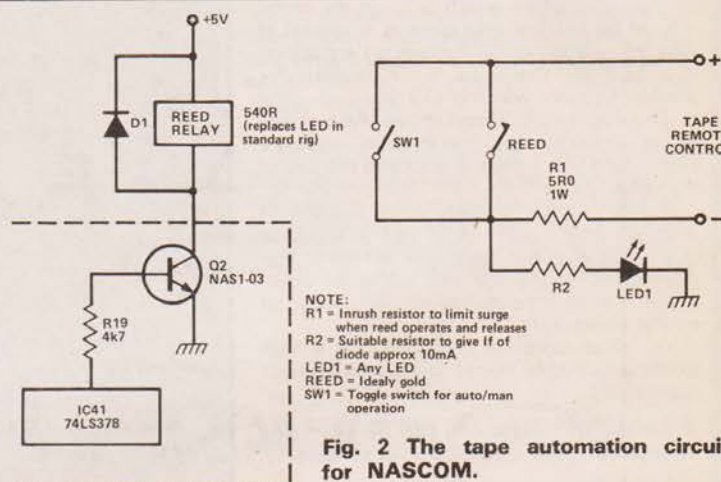 +5V
D1
REED
RELAY
540R
(replaces LED in
standard rig)
Q2
NAS1-03
R19
4k7
IC41
74LS378
SW1
REED
+
TAPE
REMOT
CONTRO
R1
5R0
1W
-
R2
LED1
NOTE:
R1 = Inrush resistor to limit surge
when reed operates and releases
R2 = Suitable resistor to give If of
diode approx 10mA
LED1 = Any LED
REED = Idealy gold
SW1 = Toggle switch for auto/man
operation
Fig. 2 The tape automation circui
for NASCOM.